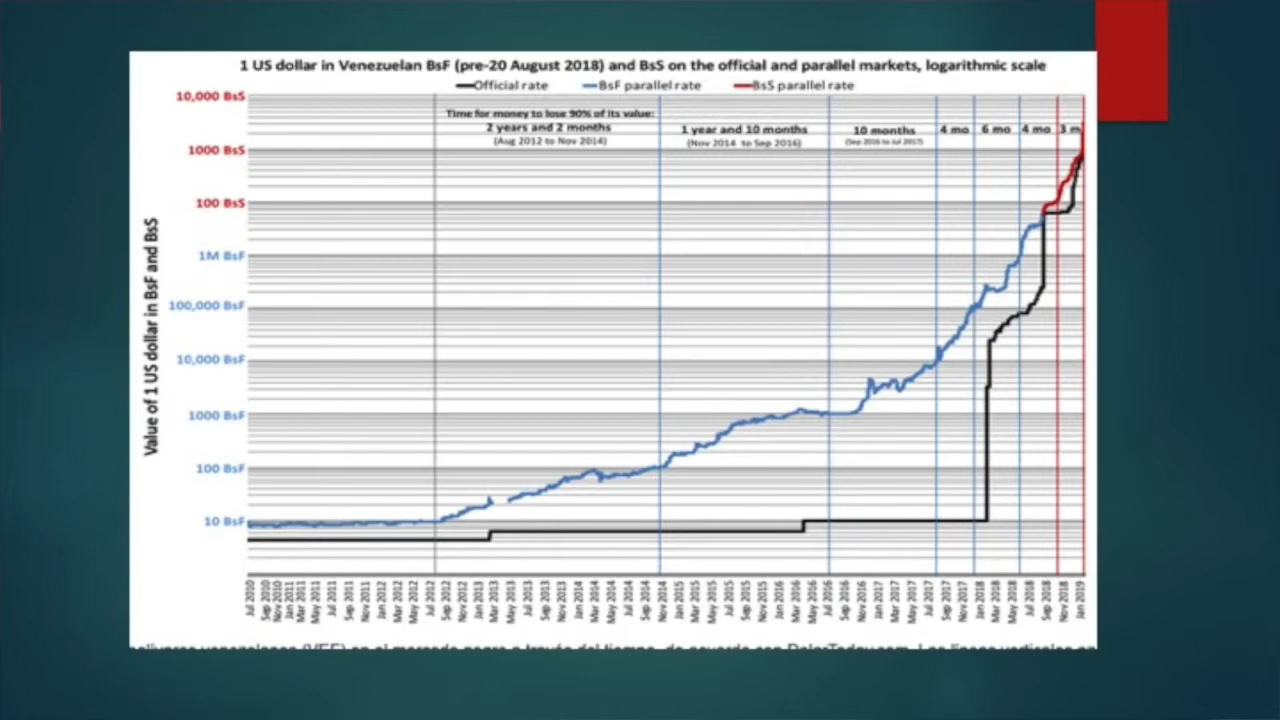 1 US dollar in Venezuelan BsF (pre-20 August 2018) and BsS on the official and parallel markets, logarithmic scale
Official rate BsF parallel rate BsS parallel rate
Time for money to lose 90% of its value:
2 years and 2 months
(Aug 2012 to Nov 2014)
1 year and 10 months
(Nov 2014 to Sep 2016)
10 months
(Sep 2016 to Jul 2017)
4 mo
6 mo
4 mo
3 m
Value of 1 US dollar in BsF and BsS
10,000 BsS
1000 BsS
100 BsS
1M BsF
100,000 BsF
10,000 BsF
1000 BsF
100 BsF
10 BsF
Jul 2010
Sep 2010
Nov 2010
Jan 2011
Mar 2011
May 2011
Jul 2011
Sep 2011
Nov 2011
Jan 2012
Mar 2012
May 2012
Jul 2012
Sep 2012
Nov 2012
Jan 2013
Mar 2013
May 2013
Jul 2013
Sep 2013
Nov 2013
Jan 2014
Mar 2014
May 2014
Jul 2014
Sep 2014
Nov 2014
Jan 2015
Mar 2015
May 2015
Jul 2015
Sep 2015
Nov 2015
Jan 2016
Mar 2016
May 2016
Jul 2016
Sep 2016
Nov 2016
Jan 2017
Mar 2017
May 2017
Jul 2017
Sep 2017
Nov 2017
Jan 2018
Mar 2018
May 2018
Jul 2018
Sep 2018
Nov 2018
Jan 2019